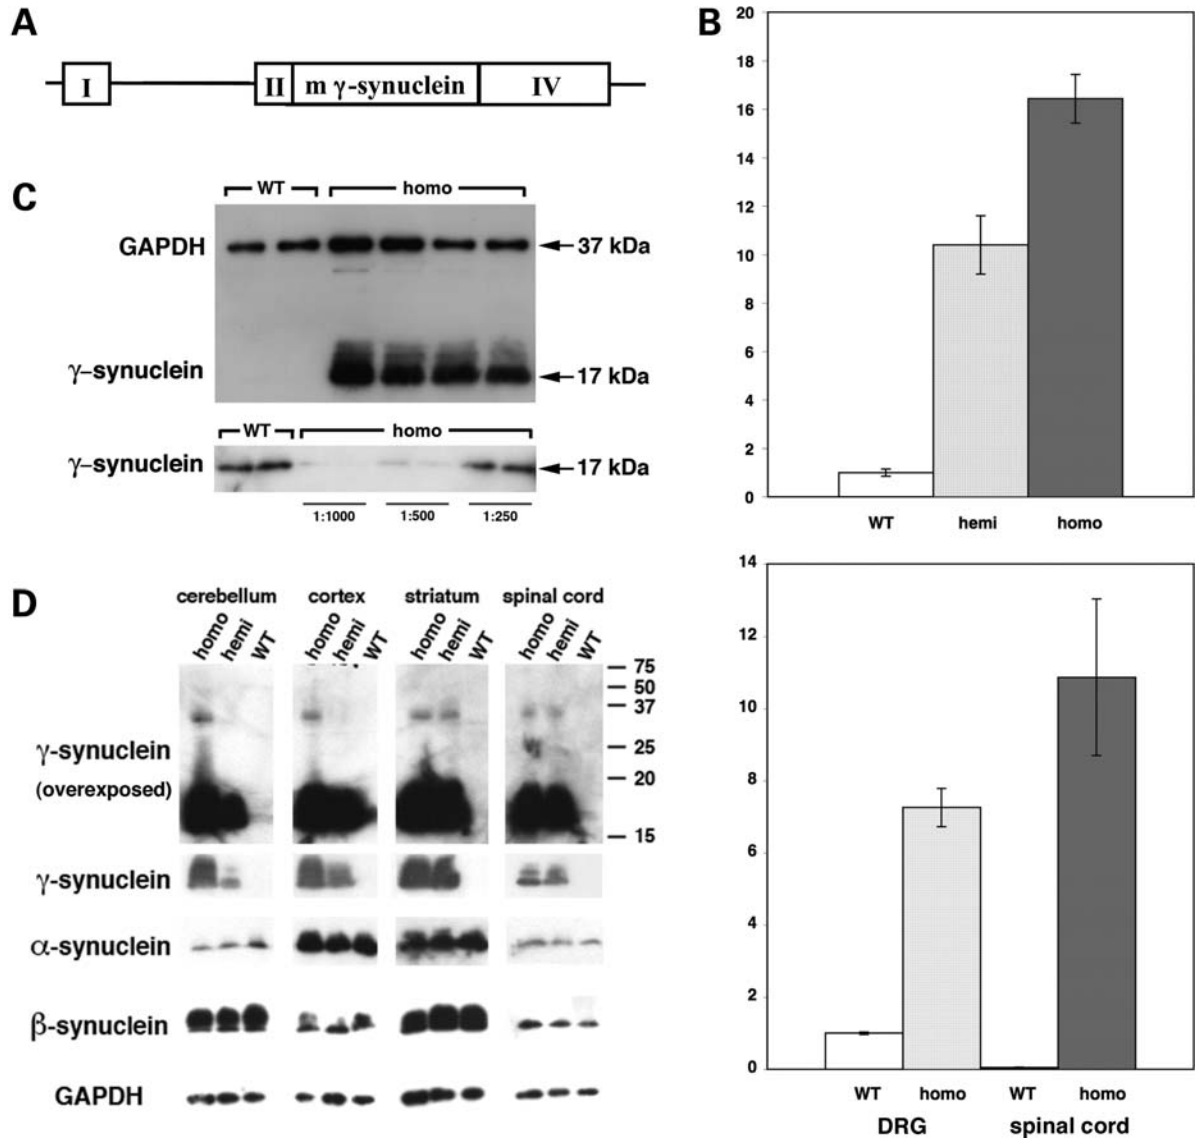 A
I II m γ-synuclein IV
B
20
18
16
14
12
10
8
6
4
2
0
WT hemi homo
C
WT homo
GAPDH 37 kDa
γ–synuclein 17 kDa
WT homo
γ–synuclein 17 kDa
1:1000 1:500 1:250
14
12
10
8
6
4
2
0
WT homo WT homo
DRG spinal cord
D
cerebellum cortex striatum spinal cord
homo hemi WT homo hemi WT homo hemi WT homo hemi WT
75
50
37
γ-synuclein 25
(overexposed) 20
15
γ-synuclein
α-synuclein
β-synuclein
GAPDH